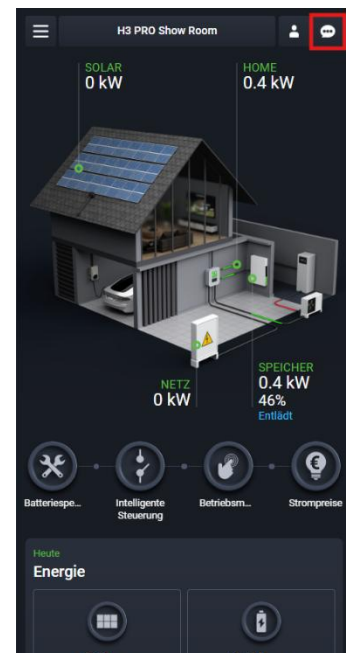 H3 PRO Show Room
SOLAR
0 kW
HOME
0.4 kW
NETZ
0 kW
SPEICHER
0.4 kW
46%
Entlädt
Batteriespe...
Intelligente
Steuerung
Betriebsm...
Strompreise
Heute
Energie